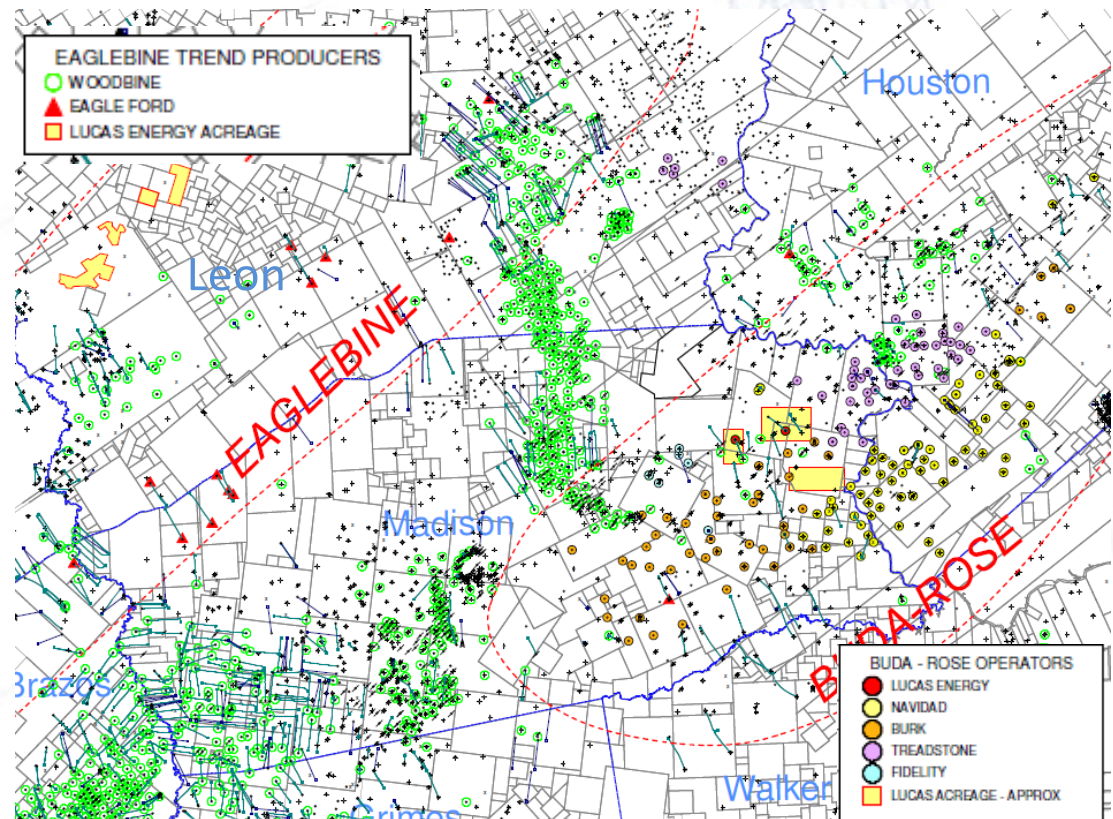 EAGLEBINE TREND PRODUCERS
WOODBINE
EAGLE FORD
LUCAS ENERGY ACREAGE
Houston
Leon
EAGLEBINE
Madison
BUDA-ROSE
Brazos
Grimes
Walker
BUDA - ROSE OPERATORS
LUCAS ENERGY
NAVIDAD
BURK
TREADSTONE
FIDELITY
LUCAS ACREAGE - APPROX